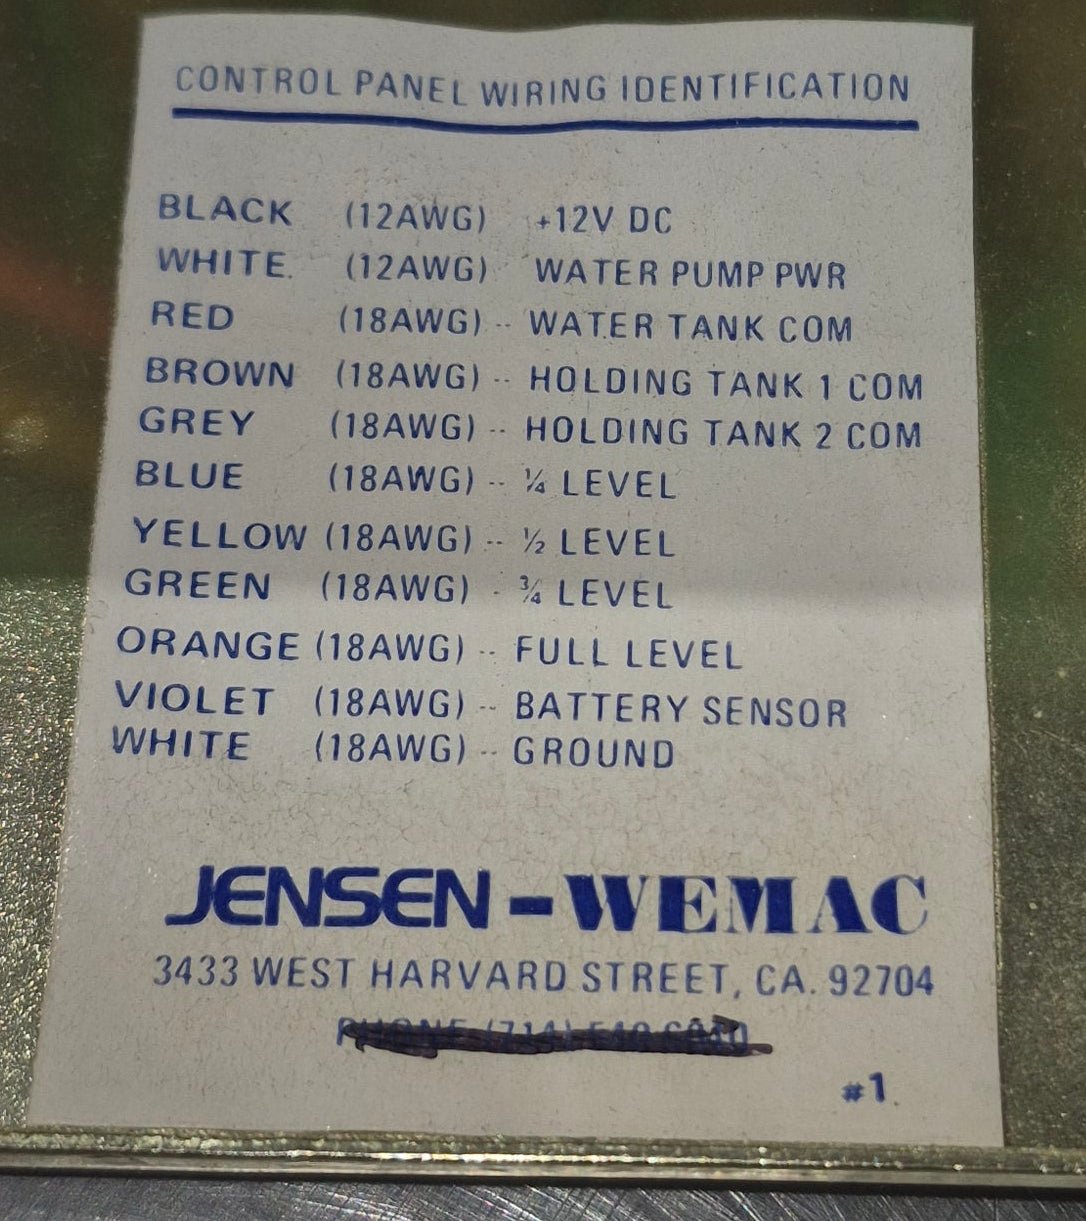 CONTROL PANEL WIRING IDENTIFICATION
BLACK (12AWG) +12V DC
WHITE (12AWG) WATER PUMP PWR
RED (18AWG) -- WATER TANK COM
BROWN (18AWG) -- HOLDING TANK 1 COM
GREY (18AWG) -- HOLDING TANK 2 COM
BLUE (18AWG) -- ¼ LEVEL
YELLOW (18AWG) -- ½ LEVEL
GREEN (18AWG) - ¾ LEVEL
ORANGE (18AWG) -- FULL LEVEL
VIOLET (18AWG) -- BATTERY SENSOR
WHITE (18AWG) -- GROUND
JENSEN-WEMAC
3433 WEST HARVARD STREET, CA. 92704
PHONE (714)
#1